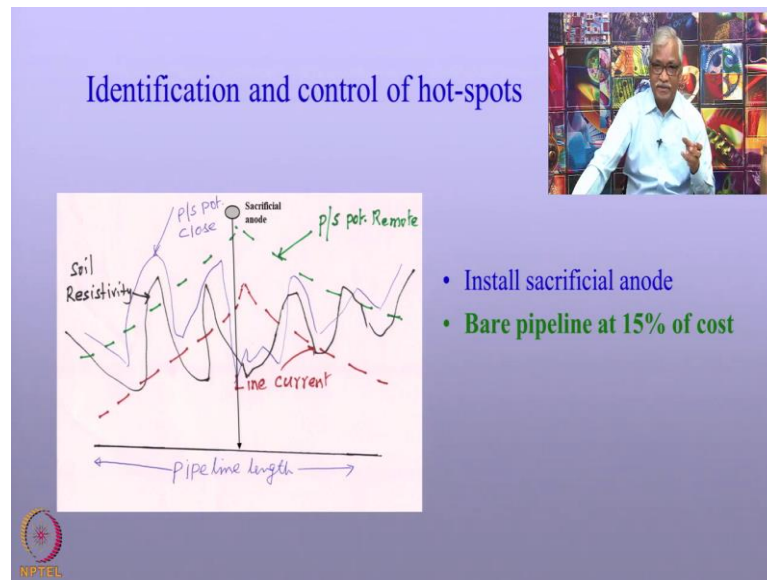 Identification and control of hot-spots
p/s pot.
close
Sacrificial
anode
p/s pot. Remote
Soil
Resistivity
Line current
pipeline length
• Install sacrificial anode
• Bare pipeline at 15% of cost
NPTEL